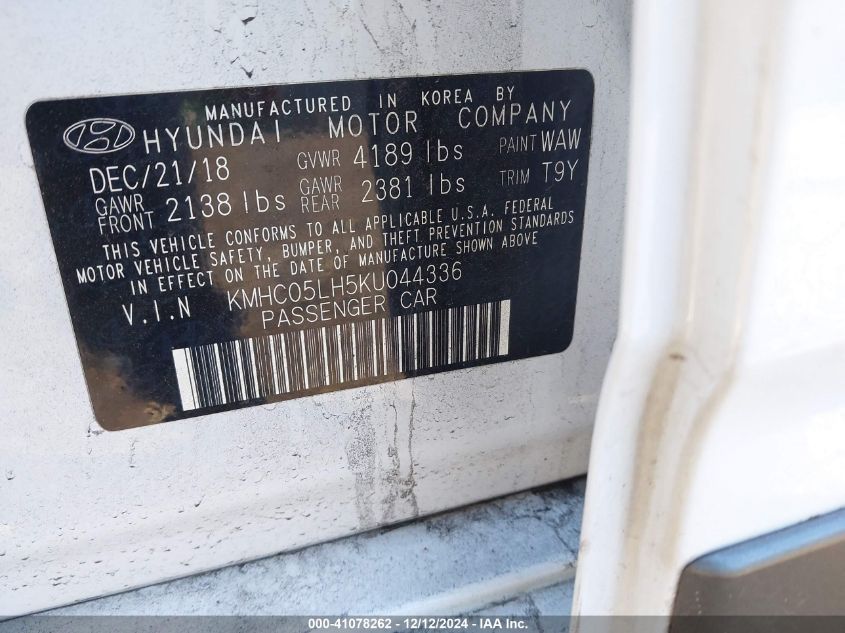 MANUFACTURED IN KOREA BY
HYUNDAI MOTOR COMPANY
DEC/21/18 GVWR 4189 lbs PAINT WAW
GAWR FRONT 2138 lbs GAWR REAR 2381 lbs TRIM T9Y
THIS VEHICLE CONFORMS TO ALL APPLICABLE U.S.A. FEDERAL
MOTOR VEHICLE SAFETY, BUMPER, AND THEFT PREVENTION STANDARDS
IN EFFECT ON THE DATE OF MANUFACTURE SHOWN ABOVE
V.I.N KMHC05LH5KU044336
PASSENGER CAR
000-41078262 - 12/12/2024 - IAA Inc.